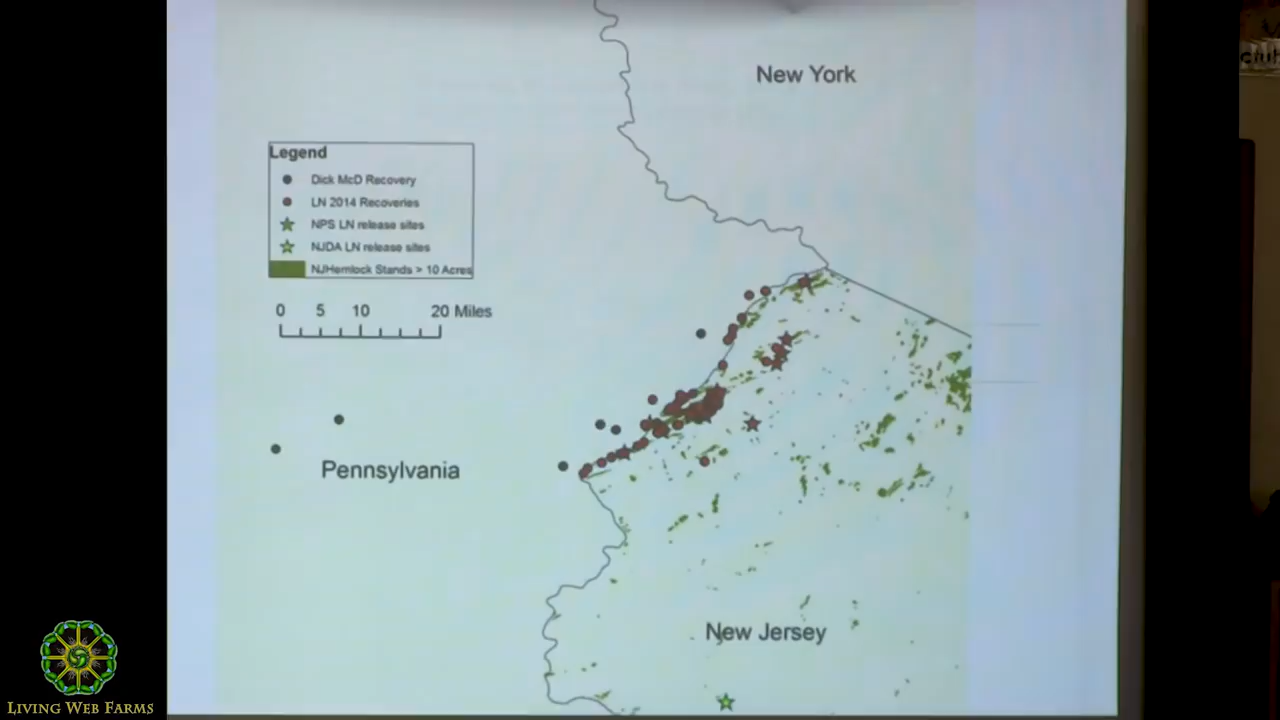 New York
Legend
Dick McD Recovery
LN 2014 Recoveries
NPS LN release sites
NJDA LN release sites
NJHemlock Stands > 10 Acres
0 5 10 20 Miles
Pennsylvania
New Jersey
LIVING WEB FARMS